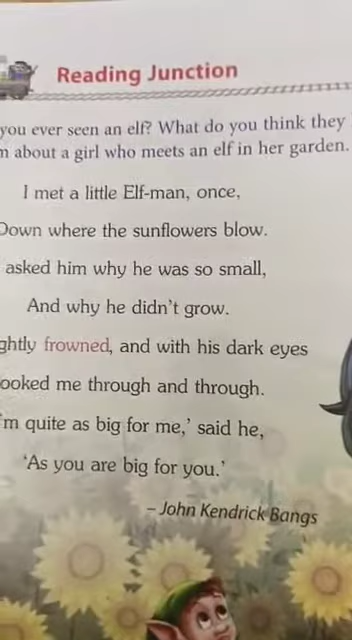 Reading Junction
you ever seen an elf? What do you think they
about a girl who meets an elf in her garden.
I met a little Elf-man, once,
Down where the sunflowers blow.
asked him why he was so small,
And why he didn't grow.
frowned, and with his dark eyes
me through and through.
quite as big for me,' said he,
'As you are big for you.'
– John Kendrick Bangs